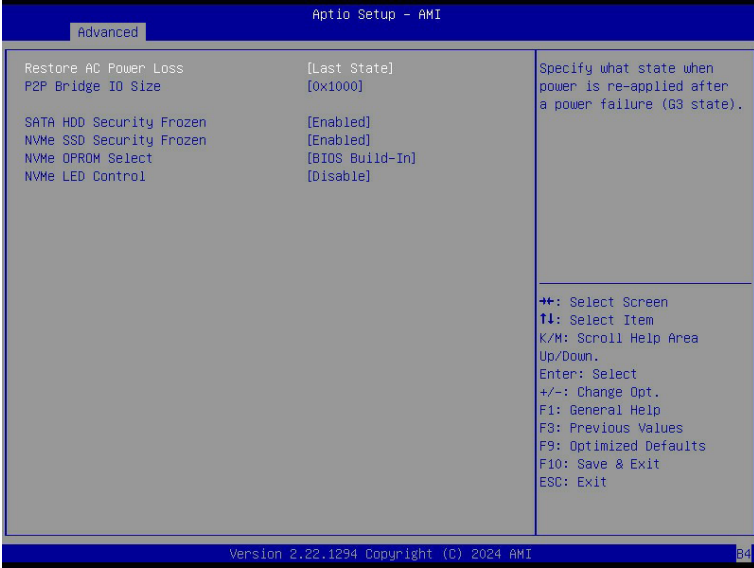 Aptio Setup - AMI
Advanced
Restore AC Power Loss [Last State]
P2P Bridge IO Size [0x1000]
SATA HDD Security Frozen [Enabled]
NVMe SSD Security Frozen [Enabled]
NVMe OPROM Select [BIOS Build-In]
NVMe LED Control [Disable]
Specify what state when
power is re-applied after
a power failure (G3 state).
→←: Select Screen
↑↓: Select Item
K/M: Scroll Help Area
Up/Down.
Enter: Select
+/-: Change Opt.
F1: General Help
F3: Previous Values
F9: Optimized Defaults
F10: Save & Exit
ESC: Exit
Version 2.22.1294 Copyright (C) 2024 AMI
B4